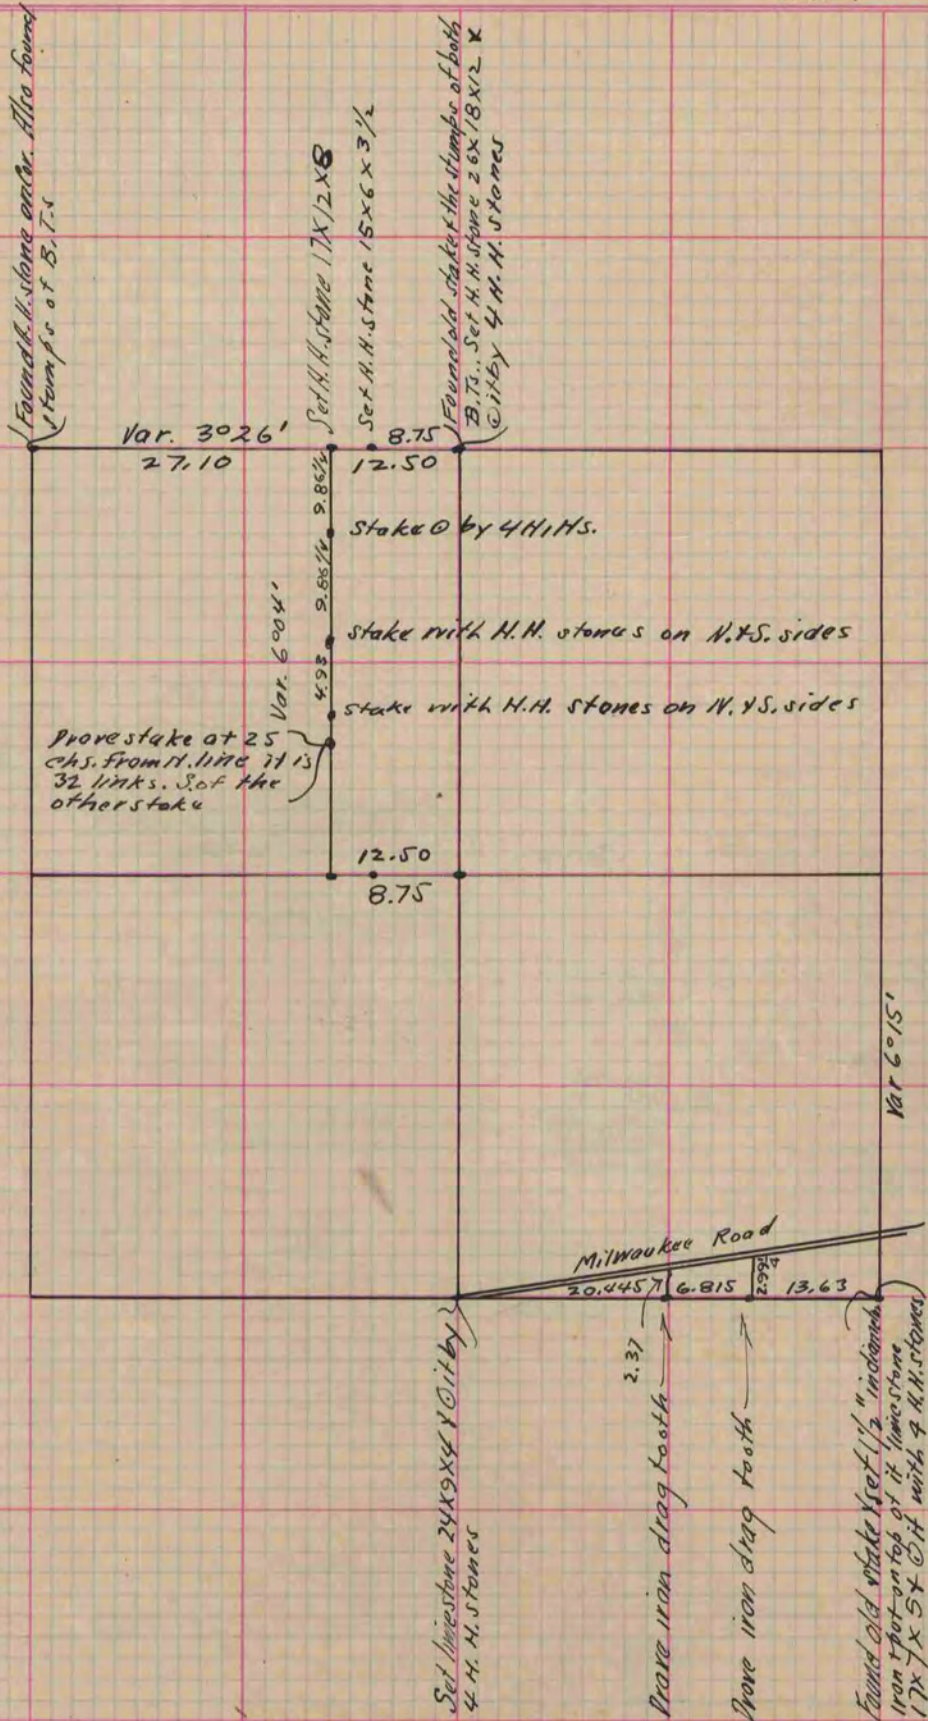 Found H.H. stone on Cor. Also found
stumps of B.T.s
Set H.H. stone 17X12X8
Set H.H. stone 15X6X3½
Found old stake & the stumps of both
B.Ts.. Set H.H. stone 26X18X12 &
⊙ it by 4 H.H. stones
Var. 3°26'
27.10
8.75
12.50
9.86¼
Stake ⊙ by 4 H.Hs.
9.86¼
Var. 6°04'
stake with H.H. stones on N.&S. sides
4.93
stake with H.H. stones on N.&S. sides
Drove stake at 25
chs. from N. line it is
32 links. S. of the
other stake
12.50
8.75
Var 6°15'
Milwaukee Road
20.445
6.815
2.99¼
13.63
2.37
Set limestone 24X9X4 & ⊙ it by
4 H.H. stones
Drove iron drag tooth
Drove iron drag tooth
Found old stake & set 1½" in diameter
iron & put on top of it limestone
17X7X5 & ⊙ it with 4 H.H. stones